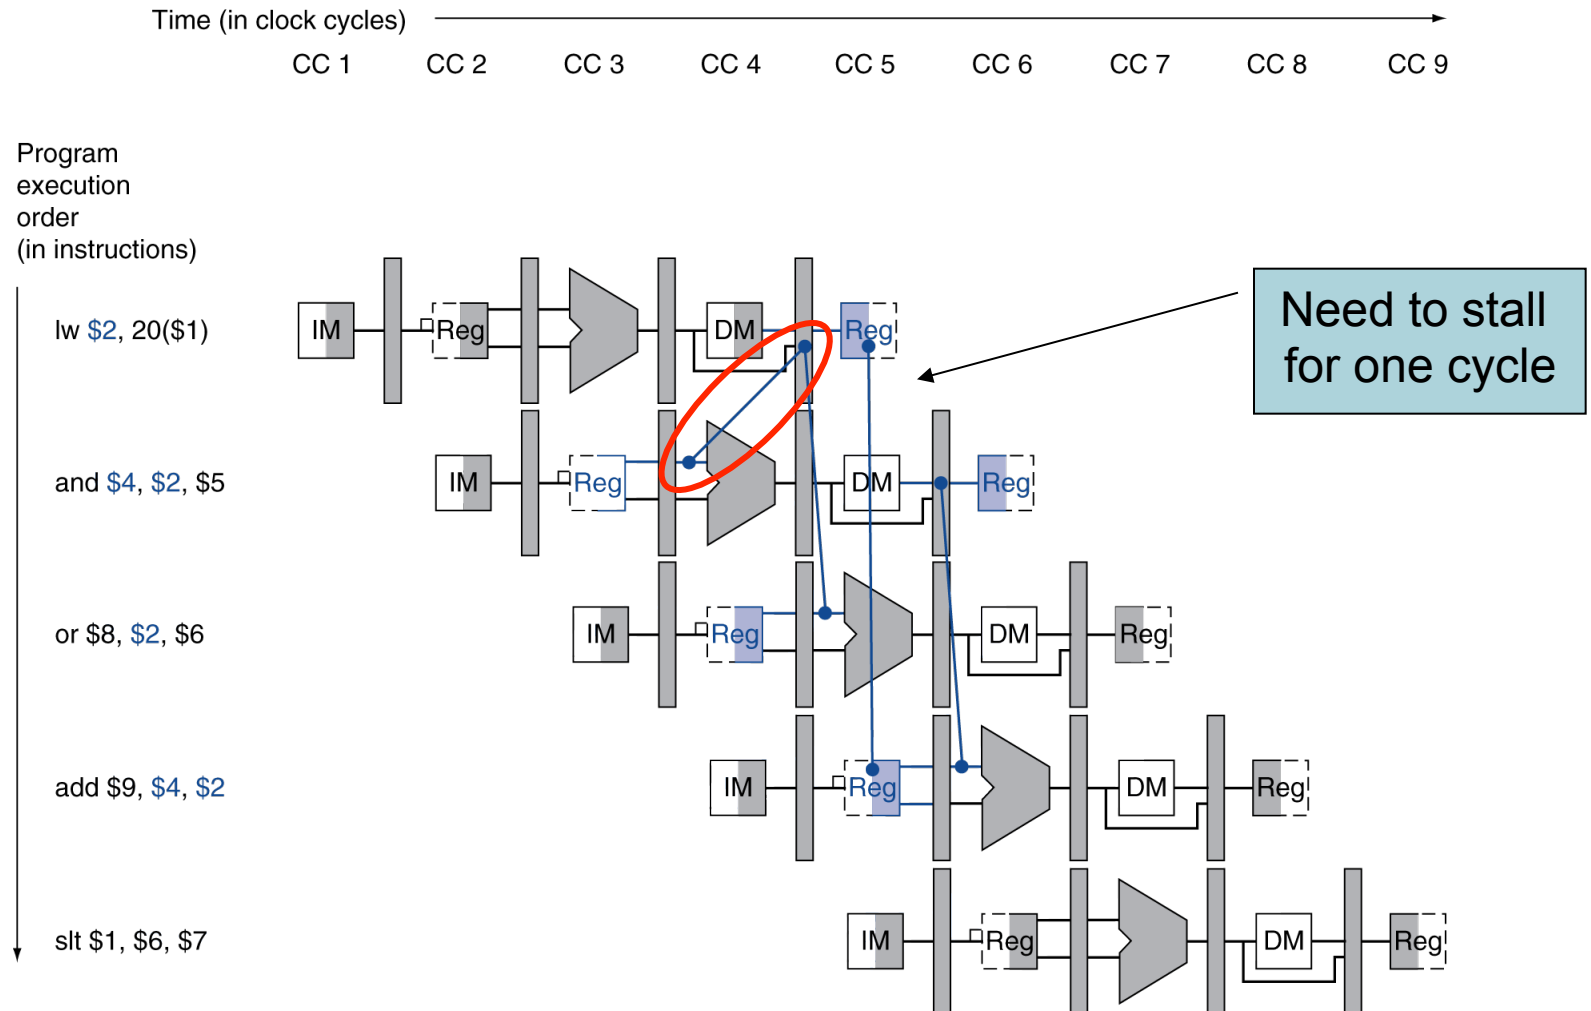 Time (in clock cycles)
CC 1 CC 2 CC 3 CC 4 CC 5 CC 6 CC 7 CC 8 CC 9
Program
execution
order
(in instructions)
Need to stall
for one cycle
lw $2, 20($1) IM Reg DM Reg
and $4, $2, $5 IM Reg DM Reg
or $8, $2, $6 IM Reg DM Reg
add $9, $4, $2 IM Reg DM Reg
slt $1, $6, $7 IM Reg DM Reg